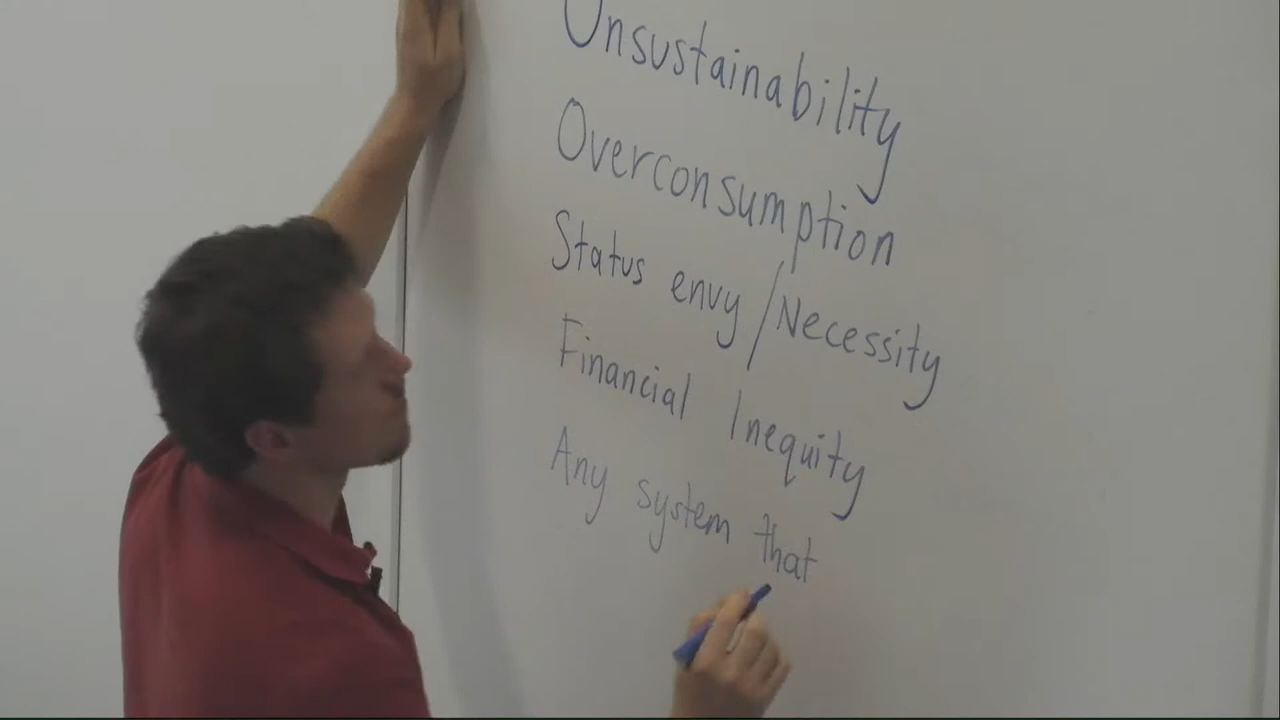 Unsustainability
Overconsumption
Status envy/Necessity
Financial Inequity
Any system that